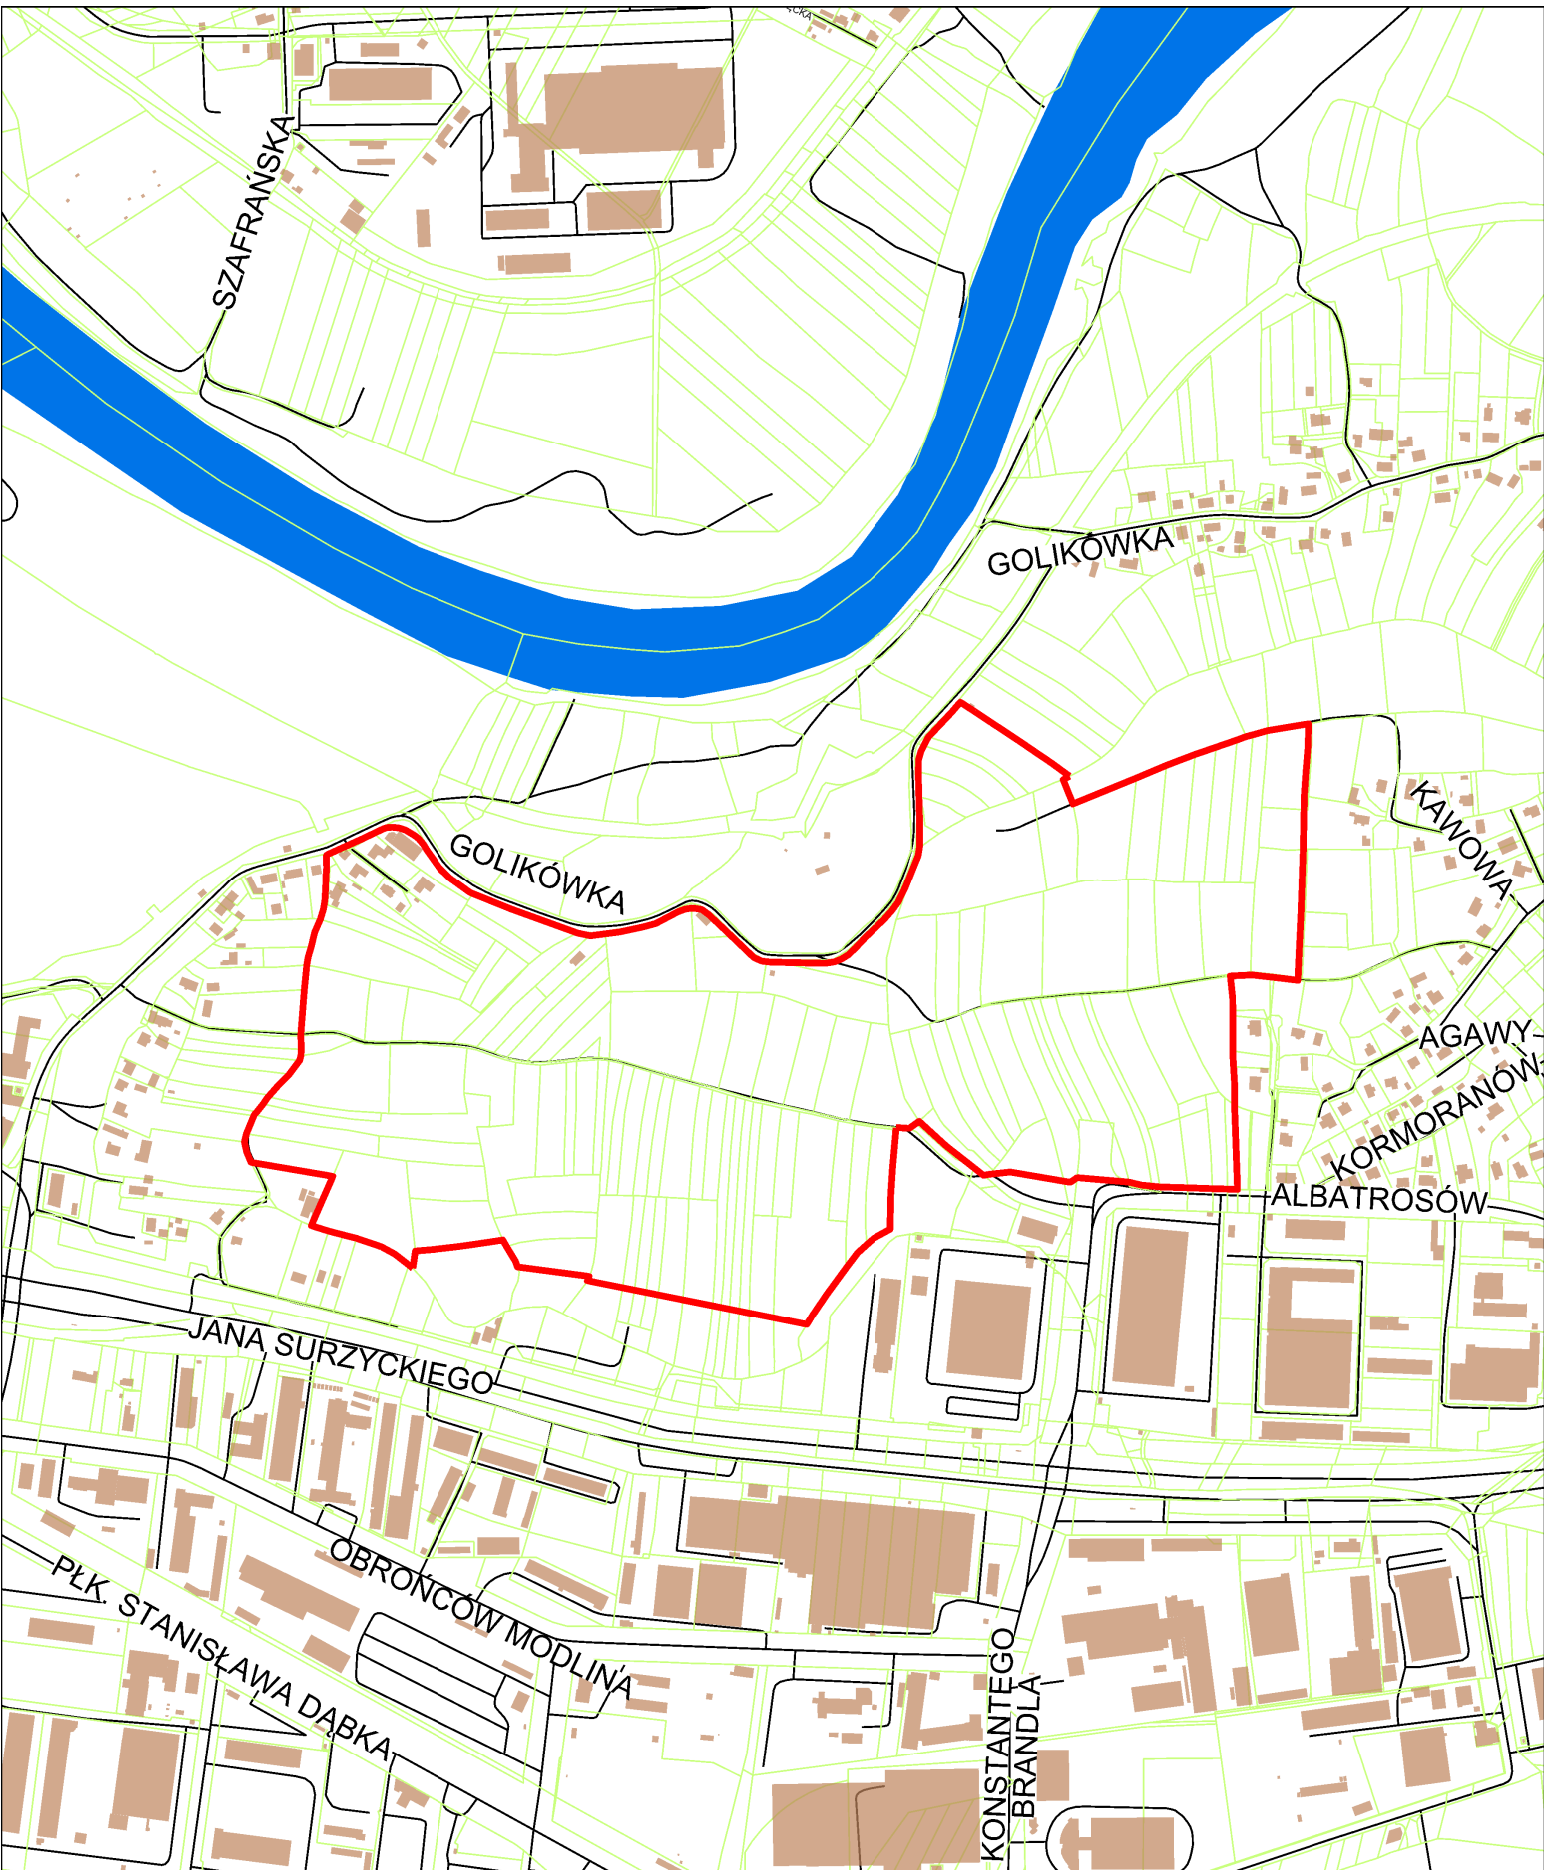 SZAFRAŃSKA
GOLIKÓWKA
GOLIKÓWKA
KAWOWA
AGAWY
KORMORANÓW
ALBATROSÓW
JANA SURZYCKIEGO
OBROŃCÓW MODLINA
PŁK. STANISŁAWA DĄBKA
KONSTANTEGO
BRANDLA